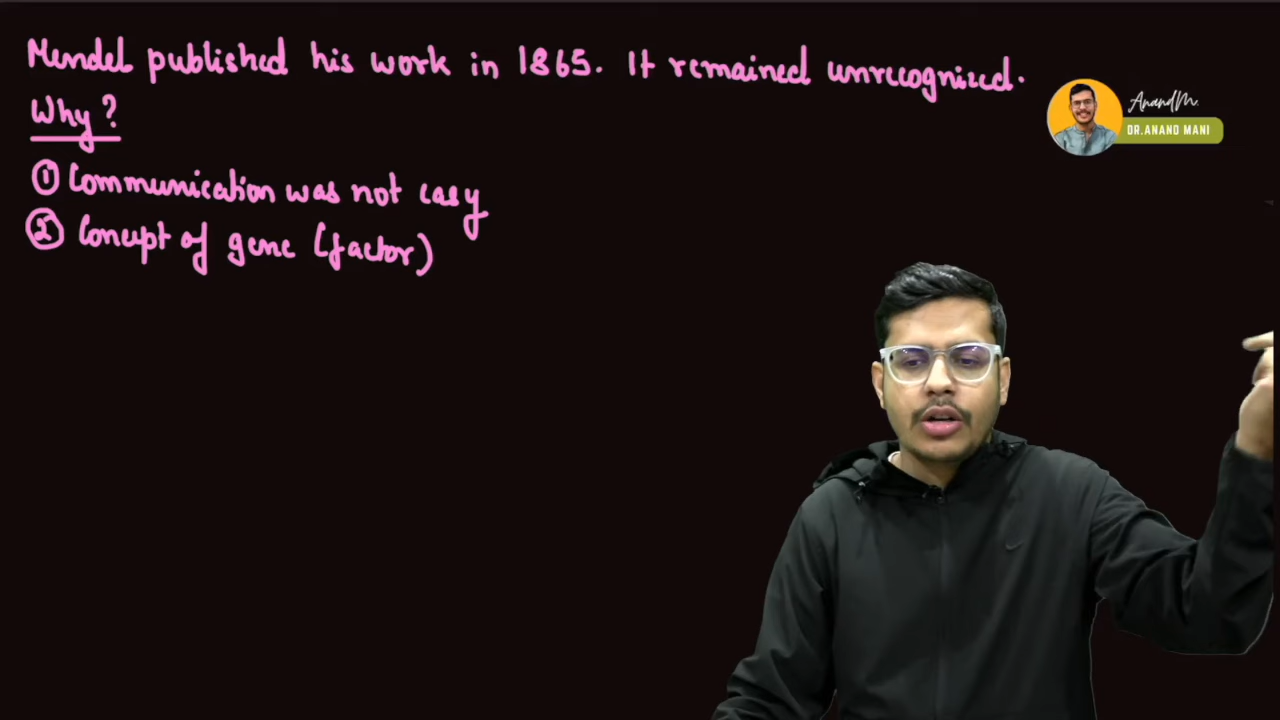 Mendel published his work in 1865. It remained unrecognized.
Why?
① Communication was not easy
② Concept of gene (factor)
AnandM.
DR.ANAND MANI